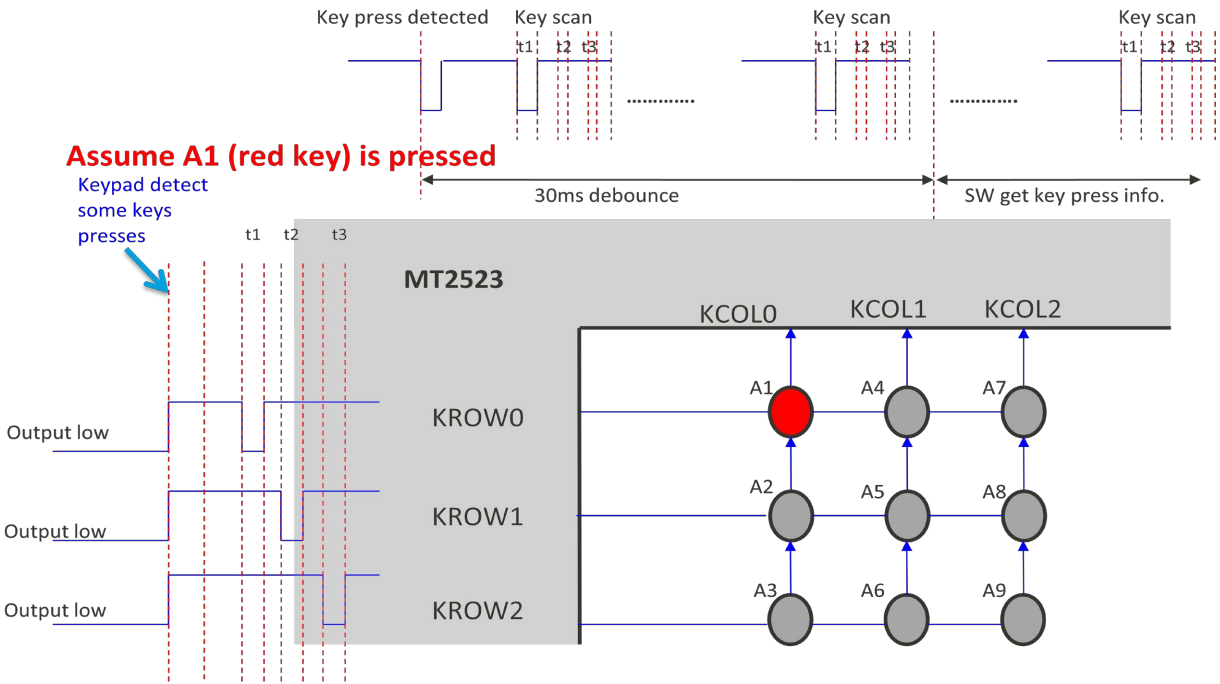 Key press detected
Key scan
Key scan
Key scan
t1 t2 t3
t1 t2 t3
t1 t2 t3
.............
.............
Assume A1 (red key) is pressed
Keypad detect
some keys
presses
30ms debounce
SW get key press info.
t1 t2 t3
MT2523
KCOL0 KCOL1 KCOL2
A1 A4 A7
KROW0
Output low
A2 A5 A8
KROW1
Output low
A3 A6 A9
KROW2
Output low